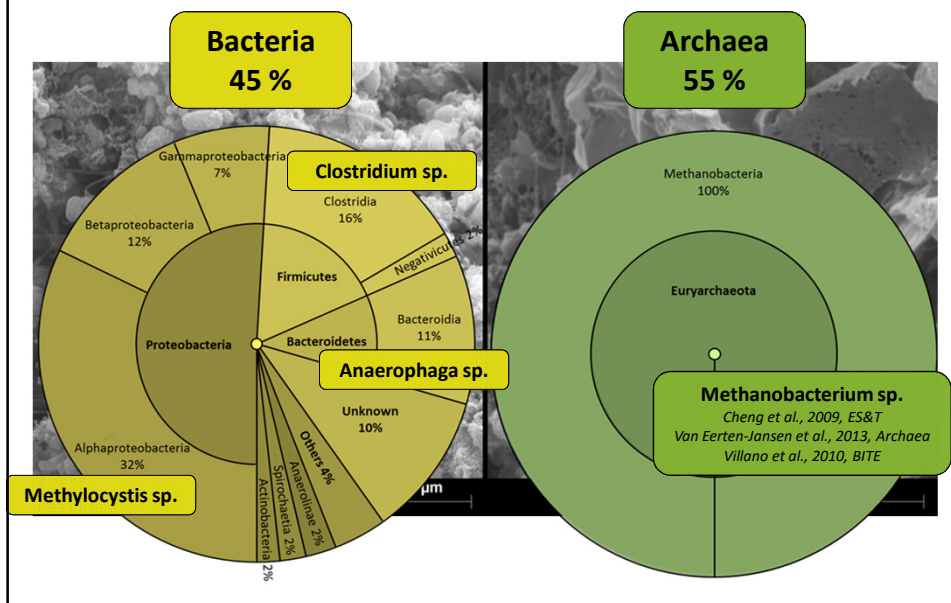 Bacteria
45 %
Archaea
55 %
Gammaproteobacteria
7%
Clostridium sp.
Clostridia
16%
Betaproteobacteria
12%
Negativicutes 2%
Firmicutes
Bacteroidia
11%
Proteobacteria
Bacteroidetes
Anaerophaga sp.
Unknown
10%
Others 4%
Alphaproteobacteria
32%
Methylocystis sp.
Anaerolinae 2%
Spirochaetia 2%
Actinobacteria 2%
µm
Methanobacteria
100%
Euryarchaeota
Methanobacterium sp.
Cheng et al., 2009, ES&T
Van Eerten-Jansen et al., 2013, Archaea
Villano et al., 2010, BITE